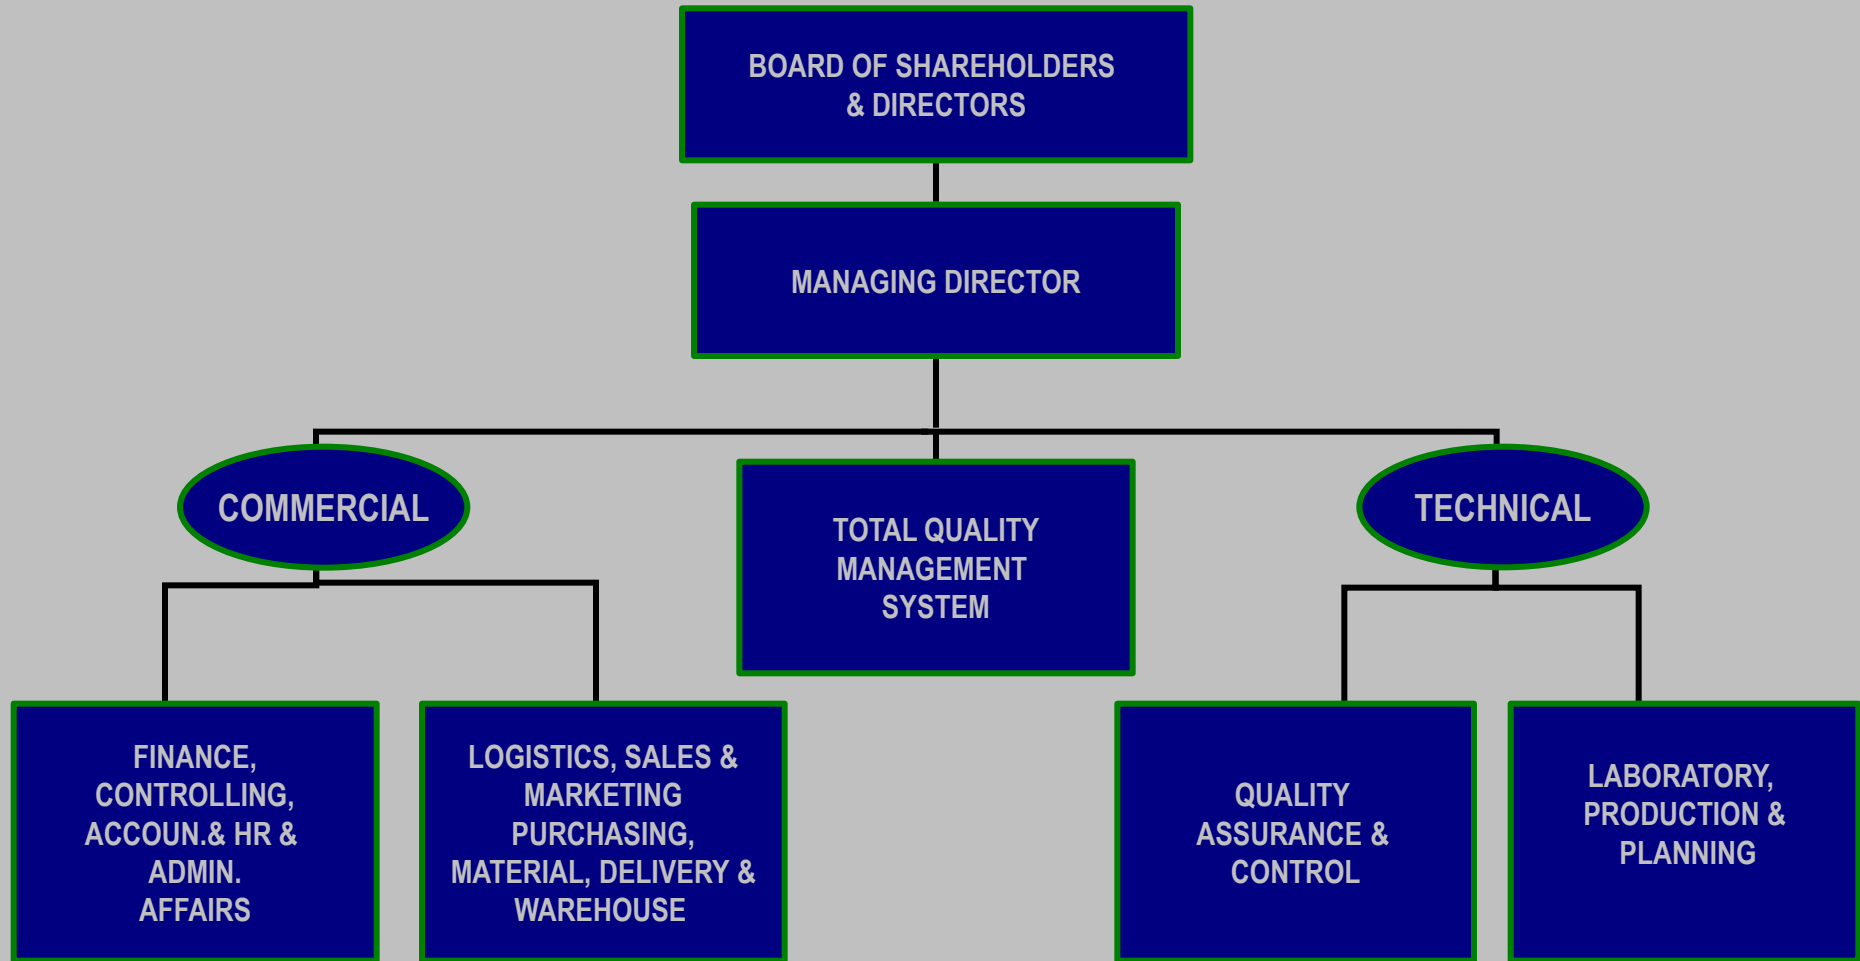 BOARD OF SHAREHOLDERS
& DIRECTORS
MANAGING DIRECTOR
COMMERCIAL
TOTAL QUALITY
MANAGEMENT
SYSTEM
TECHNICAL
FINANCE,
CONTROLLING,
ACCOUN.& HR &
ADMIN.
AFFAIRS
LOGISTICS, SALES &
MARKETING
PURCHASING,
MATERIAL, DELIVERY &
WAREHOUSE
QUALITY
ASSURANCE &
CONTROL
LABORATORY,
PRODUCTION &
PLANNING